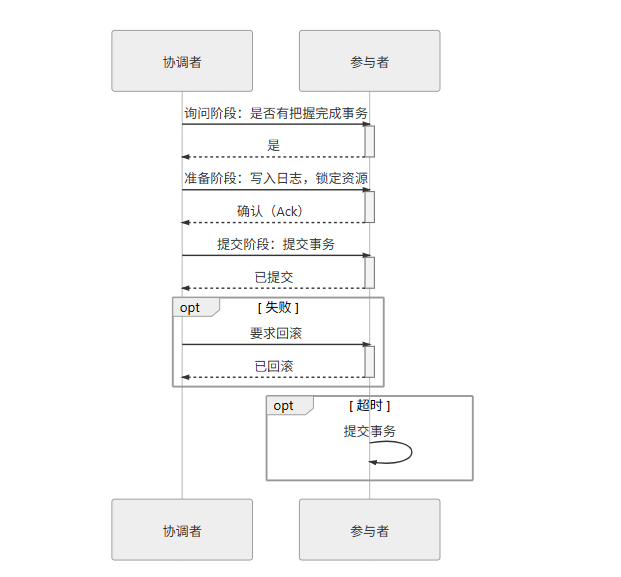 协调者
参与者
询问阶段：是否有把握完成事务
是
准备阶段：写入日志，锁定资源
确认（Ack）
提交阶段：提交事务
已提交
opt
[ 失败 ]
要求回滚
已回滚
opt
[ 超时 ]
提交事务
协调者
参与者